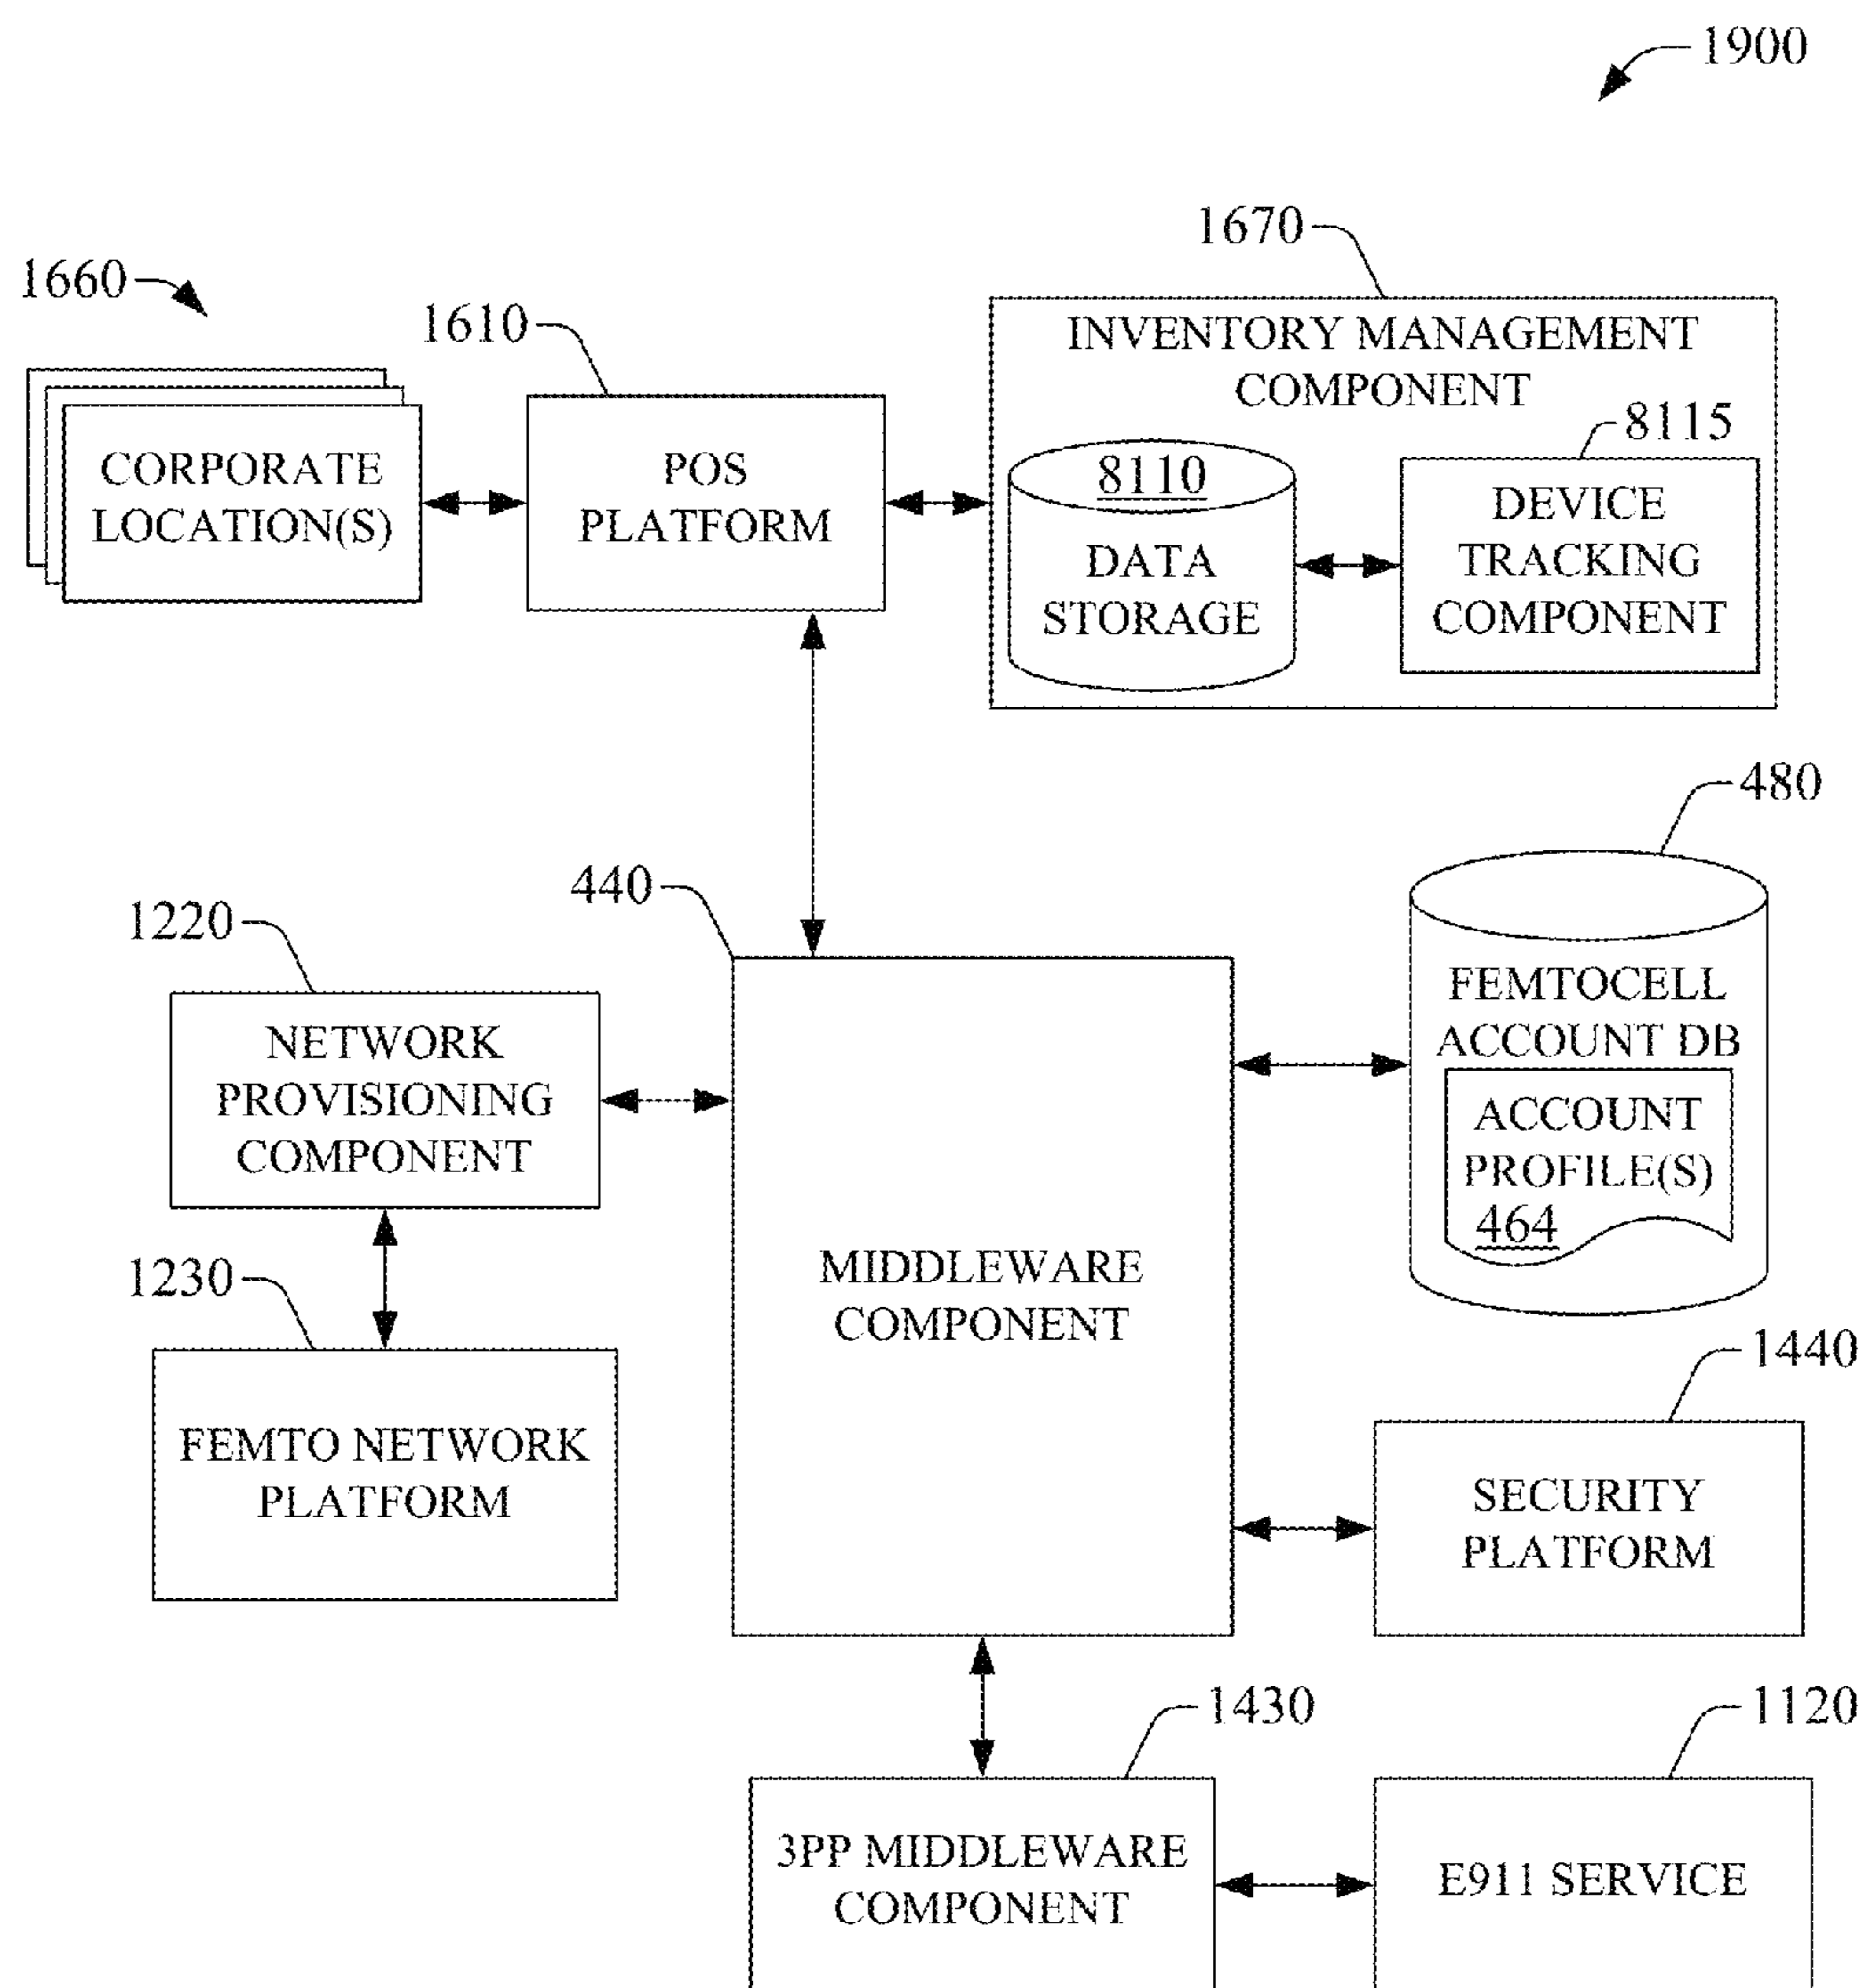 1900
1670
1660
1610
INVENTORY MANAGEMENT
COMPONENT
8115
CORPORATE
LOCATION(S)
POS
PLATFORM
8110
DATA
STORAGE
DEVICE
TRACKING
COMPONENT
480
440
1220
FEMTOCELL
ACCOUNT DB
NETWORK
PROVISIONING
COMPONENT
ACCOUNT
PROFILE(S)
464
1230
MIDDLEWARE
COMPONENT
1440
FEMTO NETWORK
PLATFORM
SECURITY
PLATFORM
1430
1120
3PP MIDDLEWARE
COMPONENT
E911 SERVICE